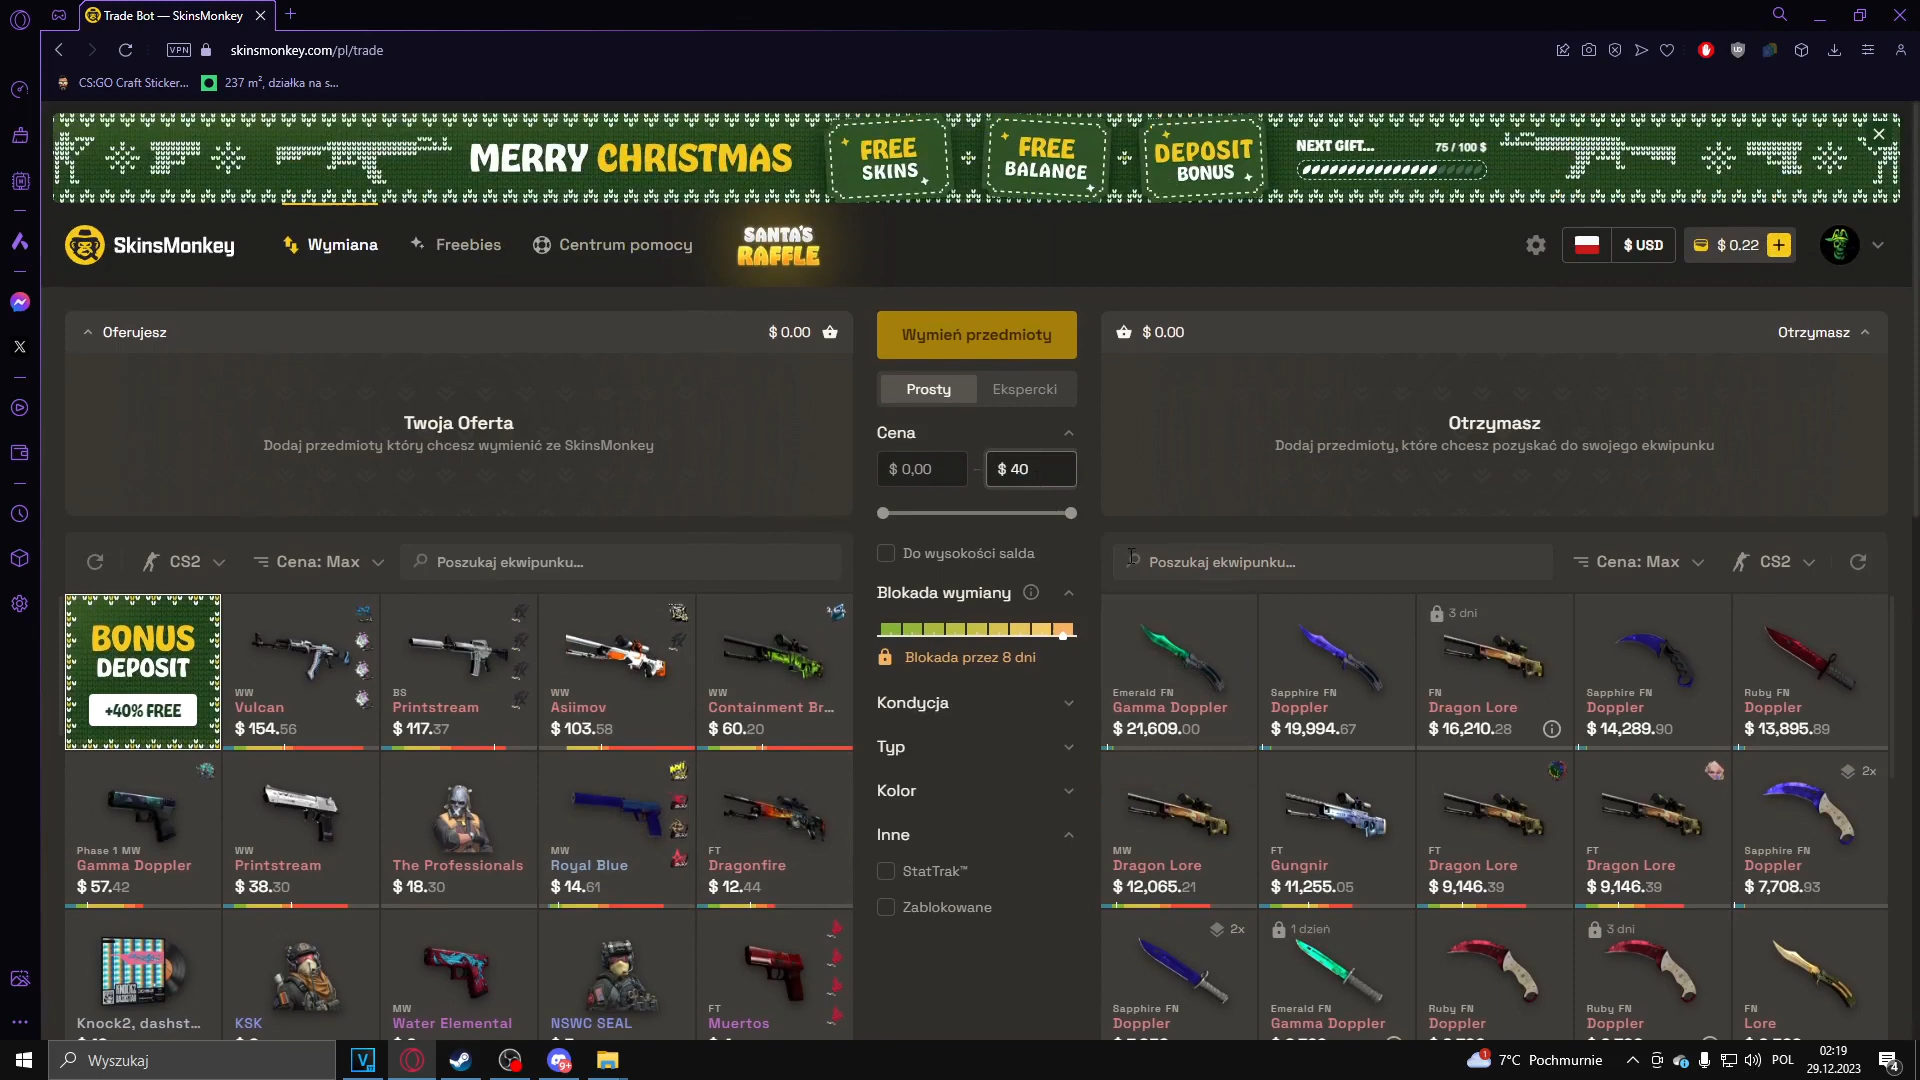 Trade Bot — SkinsMonkey
VPN
skinsmonkey.com/pl/trade
CS:GO Craft Sticker...
237 m², działka na s...
MERRY CHRISTMAS
FREE
SKINS
FREE
BALANCE
DEPOSIT
BONUS
NEXT GIFT...
75 / 100 $
SkinsMonkey
Wymiana
Freebies
Centrum pomocy
SANTA'S
RAFFLE
$ USD
$ 0.22
Oferujesz
$ 0.00
Twoja Oferta
Dodaj przedmioty który chcesz wymienić ze SkinsMonkey
Wymień przedmioty
Prosty
Ekspercki
Cena
$ 0,00
$ 40
Do wysokości salda
Blokada wymiany
Blokada przez 8 dni
Kondycja
Typ
Kolor
Inne
StatTrak™
Zablokowane
$ 0.00
Otrzymasz
Otrzymasz
Dodaj przedmioty, które chcesz pozyskać do swojego ekwipunku
CS2
Cena: Max
Poszukaj ekwipunku...
BONUS
DEPOSIT
+40% FREE
WW
Vulcan
$ 154.56
BS
Printstream
$ 117.37
WW
Asiimov
$ 103.58
WW
Containment Br...
$ 60.20
Phase 1 MW
Gamma Doppler
$ 57.42
WW
Printstream
$ 38.30
The Professionals
$ 18.30
MW
Royal Blue
$ 14.61
FT
Dragonfire
$ 12.44
Knock2, dashst...
KSK
MW
Water Elemental
NSWC SEAL
FT
Muertos
Poszukaj ekwipunku...
Cena: Max
CS2
Emerald FN
Gamma Doppler
$ 21,609.00
Sapphire FN
Doppler
$ 19,994.67
3 dni
FN
Dragon Lore
$ 16,210.28
Sapphire FN
Doppler
$ 14,289.90
Ruby FN
Doppler
$ 13,895.89
MW
Dragon Lore
$ 12,065.21
FT
Gungnir
$ 11,255.05
FT
Dragon Lore
$ 9,146.39
FT
Dragon Lore
$ 9,146.39
2x
Sapphire FN
Doppler
$ 7,708.93
2x
Sapphire FN
Doppler
1 dzień
Emerald FN
Gamma Doppler
Ruby FN
Doppler
3 dni
Ruby FN
Doppler
FN
Lore
Wyszukaj
9+
1
7°C Pochmurnie
POL
02:19
29.12.2023
4